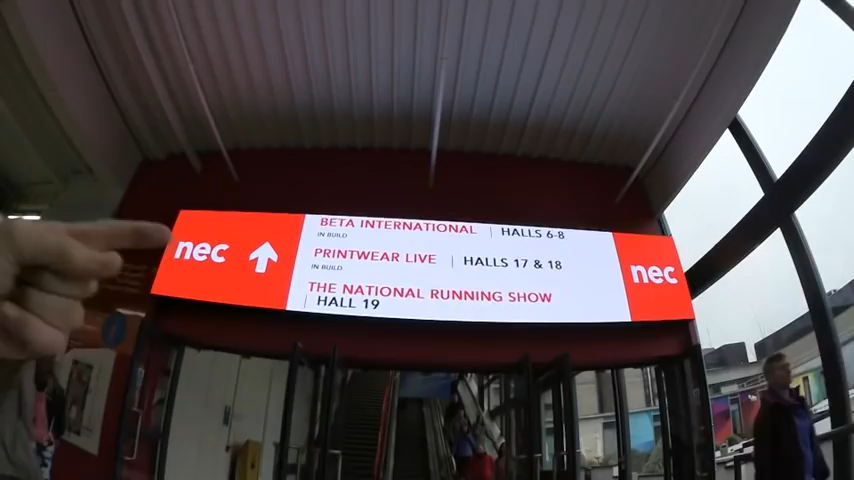 nec
BETA INTERNATIONAL | HALLS 6-8
IN BUILD
PRINTWEAR LIVE | HALLS 17 & 18
IN BUILD
THE NATIONAL RUNNING SHOW
| HALL 19
nec